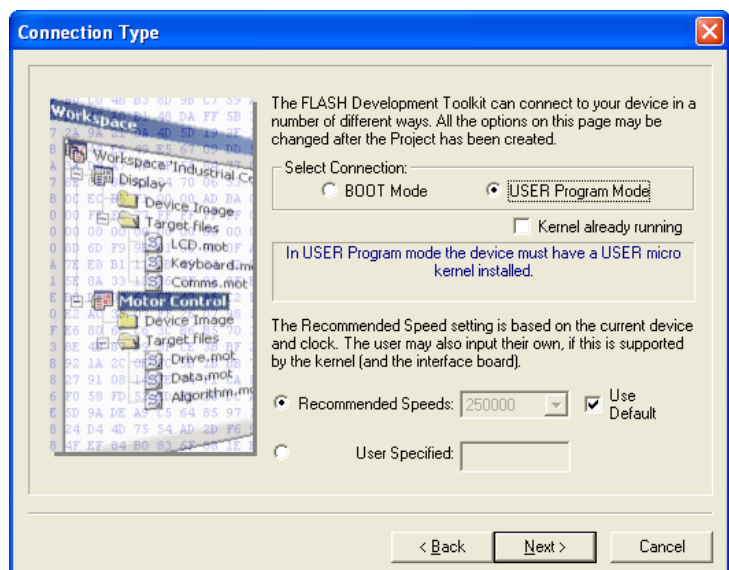 Connection Type
The FLASH Development Toolkit can connect to your device in a
number of different ways. All the options on this page may be
changed after the Project has been created.
Select Connection:
BOOT Mode
USER Program Mode
Kernel already running
In USER Program mode the device must have a USER micro
kernel installed.
The Recommended Speed setting is based on the current device
and clock. The user may also input their own, if this is supported
by the kernel (and the interface board).
Recommended Speeds:
250000
Use
Default
User Specified:
< Back
Next >
Cancel
Workspace
Workspace 'Industrial Co
Display
Device Image
Target files
LCD.mot
Keyboard.m
Comms.mot
Motor Control
Device Image
Target files
Drive.mot
Data.mot
Algorithm.mo